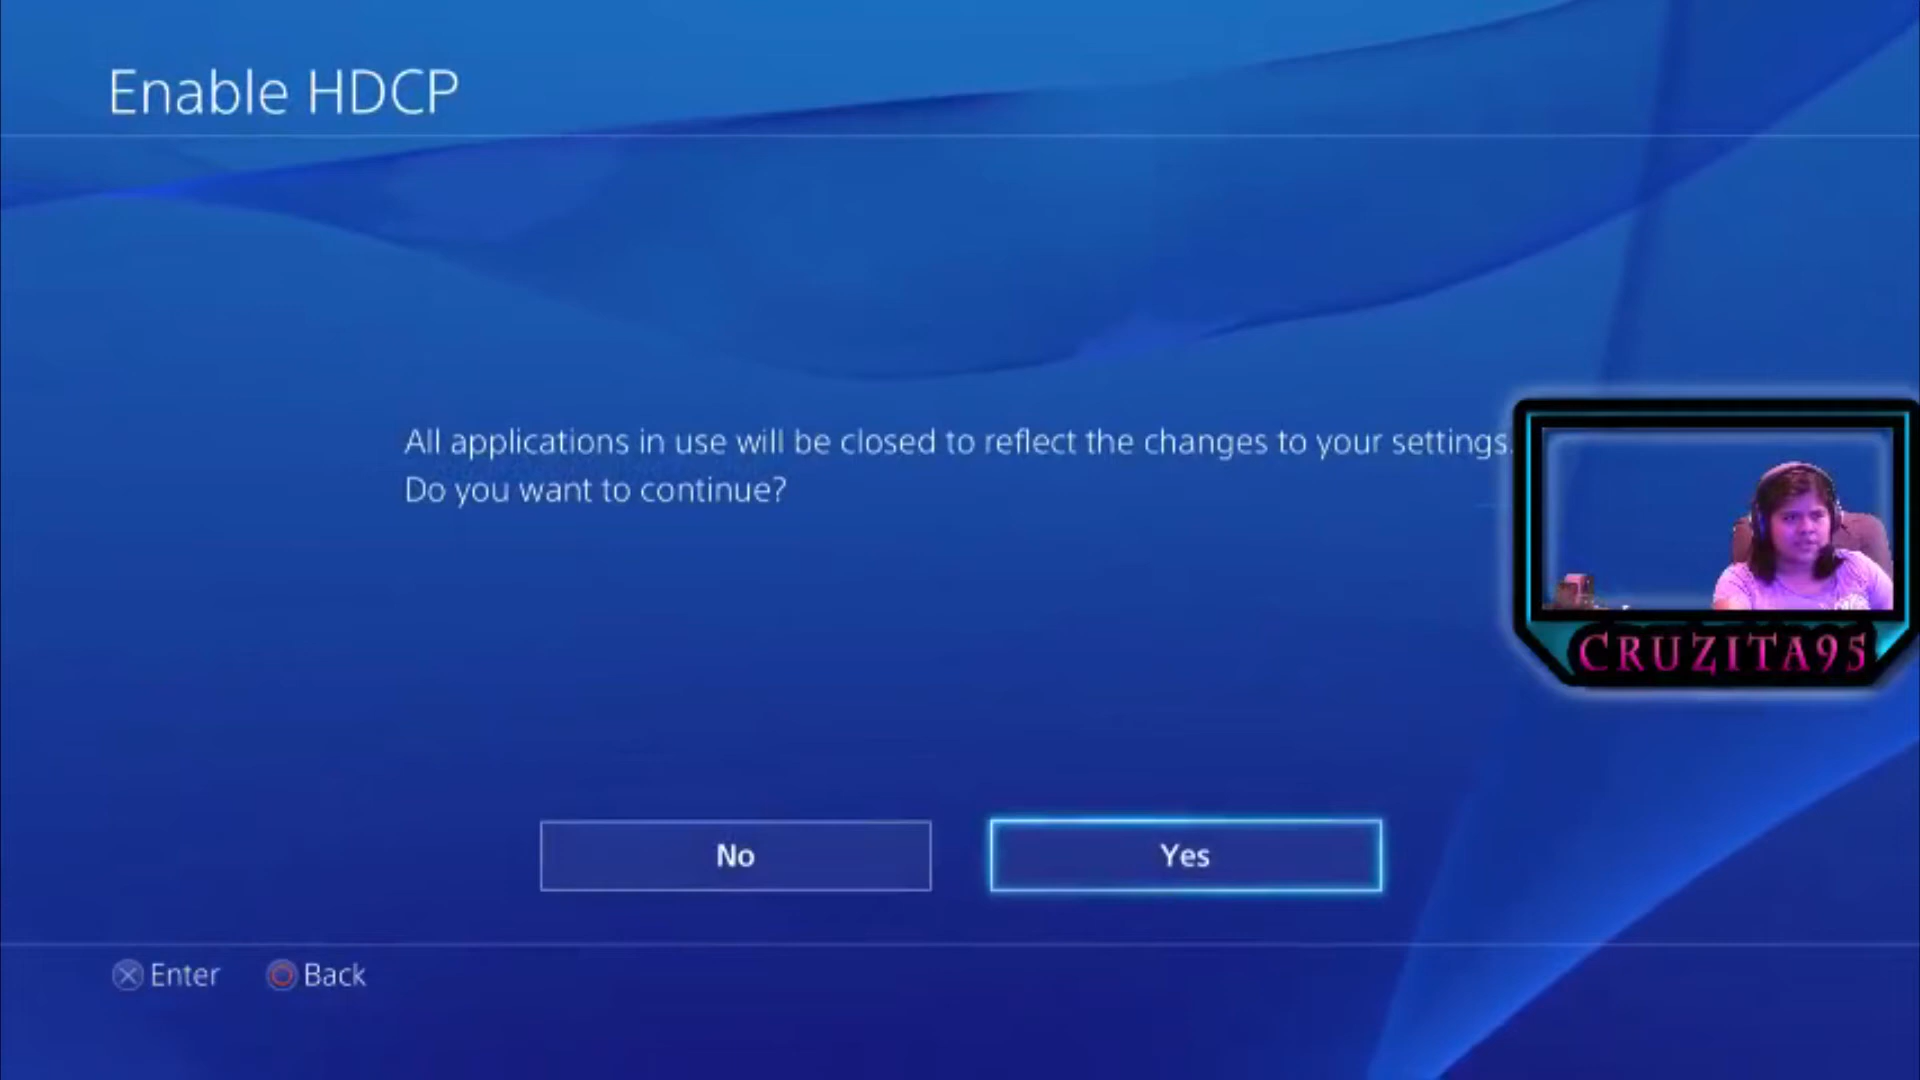 Enable HDCP
All applications in use will be closed to reflect the changes to your settings.
Do you want to continue?
CRUZITA95
No
Yes
Enter
Back